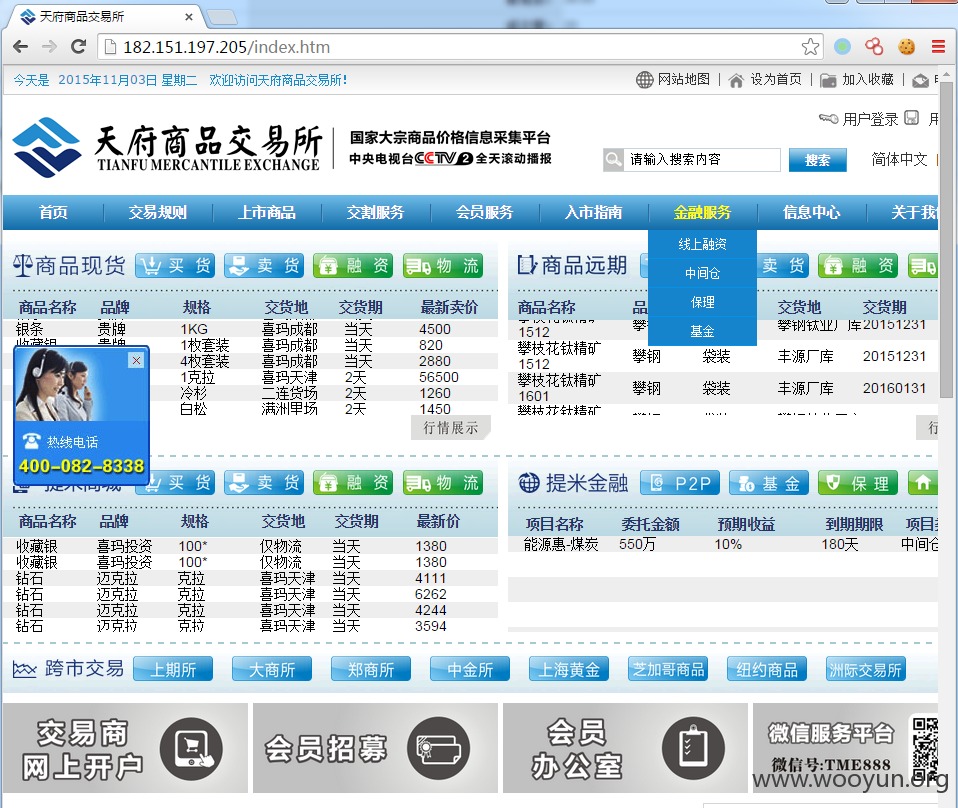 天府商品交易所
182.151.197.205/index.htm
今天是 2015年11月03日 星期二 欢迎访问天府商品交易所!
网站地图 | 设为首页 | 加入收藏 |
天府商品交易所
TIANFU MERCANTILE EXCHANGE
国家大宗商品价格信息采集平台
中央电视台CCTV2全天滚动播报
用户登录 用
请输入搜索内容 搜索 简体中文 |
首页 交易规则 上市商品 交割服务 会员服务 入市指南 金融服务 信息中心 关于我们
线上融资
中间仓
保理
基金
商品现货 买 货 卖 货 融 资 物 流
商品名称 品牌 规格 交货地 交货期 最新卖价
银条 贵牌 1KG 喜玛成都 当天 4500
收藏银 贵牌 1枚套装 喜玛成都 当天 820
4枚套装 喜玛成都 当天 2880
1克拉 喜玛天津 2天 56500
冷杉 二连货场 2天 1260
白松 满洲里场 2天 1450
行情展示
商品远期 卖 货 融 资
商品名称 品 交货地 交货期
攀枝花钛精矿 1512 攀 攀钢钛业厂库 20151231
攀枝花钛精矿 1512 攀钢 袋装 丰源厂库 20151231
攀枝花钛精矿 1601 攀钢 袋装 丰源厂库 20160131
攀枝花钛精矿
行
热线电话
400-082-8338
提米商城 买 货 卖 货 融 资 物 流
商品名称 品牌 规格 交货地 交货期 最新价
收藏银 喜玛投资 100* 仅物流 当天 1380
收藏银 喜玛投资 100* 仅物流 当天 1380
钻石 迈克拉 克拉 喜玛天津 当天 4111
钻石 迈克拉 克拉 喜玛天津 当天 6262
钻石 迈克拉 克拉 喜玛天津 当天 4244
钻石 迈克拉 克拉 喜玛天津 当天 3594
提米金融 P2P 基 金 保 理
项目名称 委托金额 预期收益 到期期限 项目类
能源惠-煤炭 550万 10% 180天 中间仓
跨市交易 上期所 大商所 郑商所 中金所 上海黄金 芝加哥商品 纽约商品 洲际交易所
交易商
网上开户
会员招募
会员
办公室
微信服务平台
微信号:TME888
www.wooyun.org